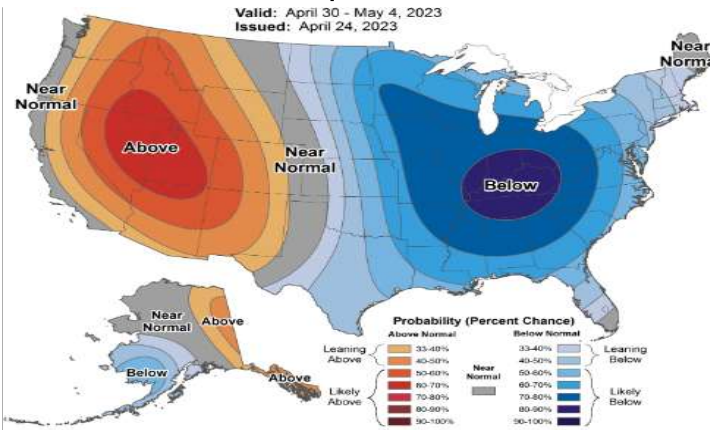 Valid: April 30 - May 4, 2023
Issued: April 24, 2023
Near
Normal
Near
Norma
Above
Near
Normal
Below
Near
Normal
Above
Below
Above
Probability (Percent Chance)
Above Normal
Below Normal
Leaning
Above
33-40%
40-50%
50-60%
Likely
Above
60-70%
70-80%
80-90%
90-100%
Near
Normal
33-40%
40-50%
50-60%
Leaning
Below
60-70%
70-80%
80-90%
90-100%
Likely
Below